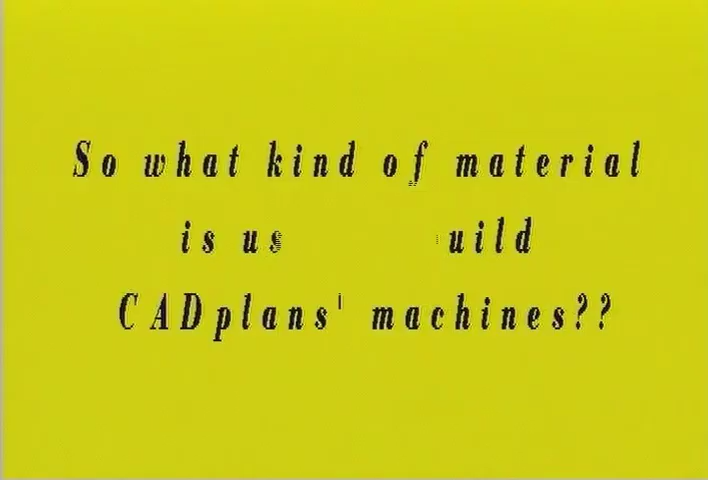 So what kind of material
is us uild
CADplans' machines??